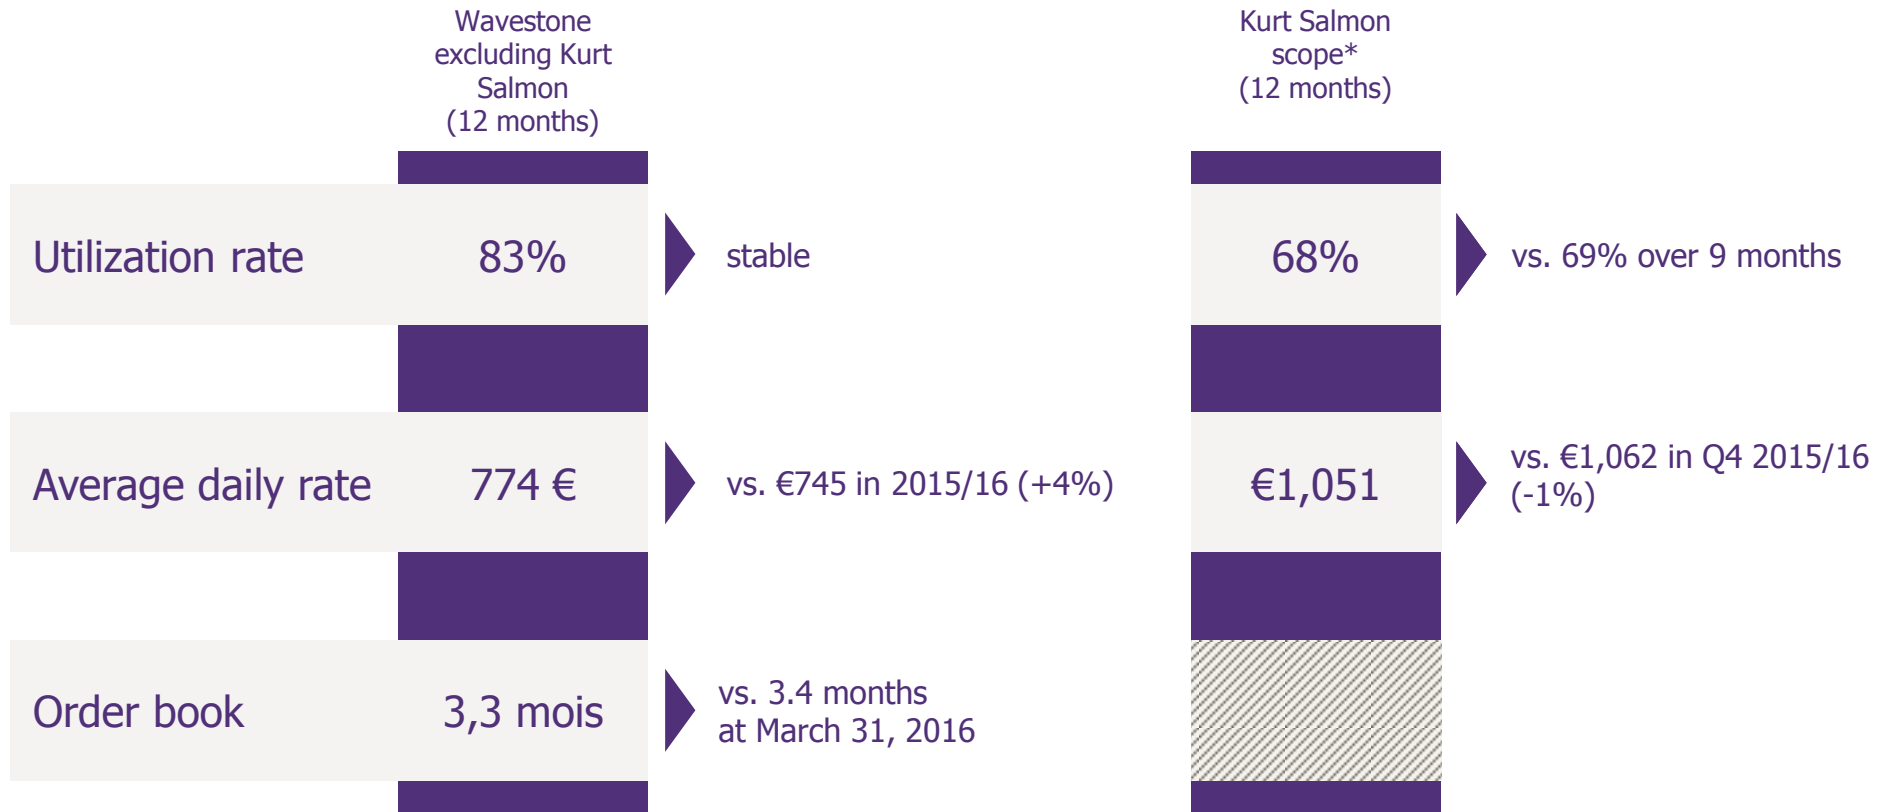 Wavestone
excluding Kurt
Salmon
(12 months)
Kurt Salmon
scope*
(12 months)
Utilization rate
83%
stable
68%
vs. 69% over 9 months
Average daily rate
774 €
vs. €745 in 2015/16 (+4%)
€1,051
vs. €1,062 in Q4 2015/16
(-1%)
Order book
3,3 mois
vs. 3.4 months
at March 31, 2016